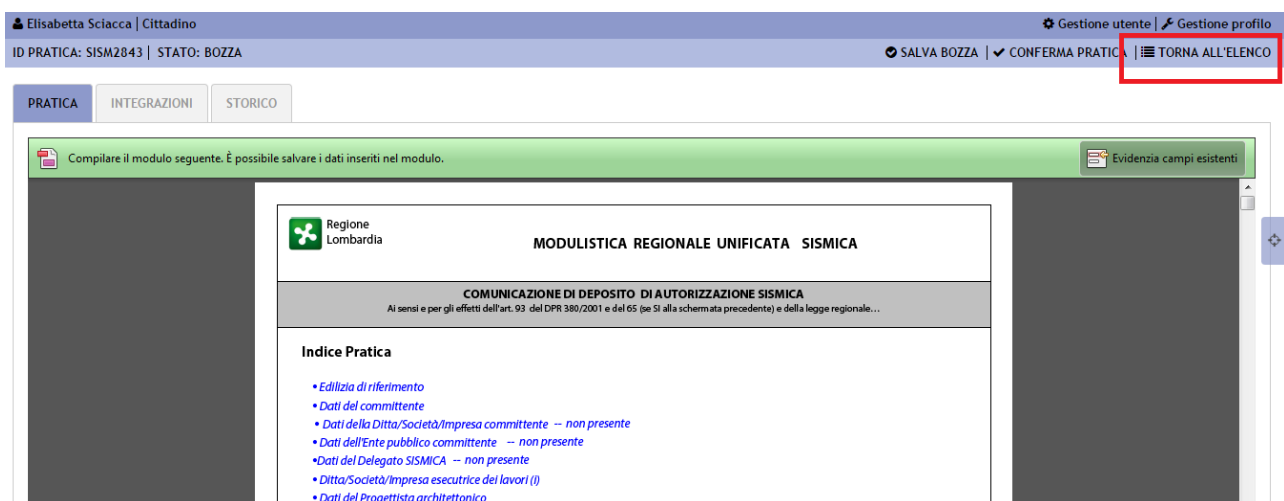 Elisabetta Sciacca | Cittadino
Gestione utente | Gestione profilo
ID PRATICA: SISM2843 | STATO: BOZZA
SALVA BOZZA | CONFERMA PRATICA | TORNA ALL'ELENCO
PRATICA INTEGRAZIONI STORICO
Compilare il modulo seguente. È possibile salvare i dati inseriti nel modulo.
Evidenzia campi esistenti
Regione
Lombardia
MODULISTICA REGIONALE UNIFICATA SISMICA
COMUNICAZIONE DI DEPOSITO DI AUTORIZZAZIONE SISMICA
Ai sensi e per gli effetti dell'art. 93 del DPR 380/2001 e del 65 (se SI alla schermata precedente) e della legge regionale…
Indice Pratica
• Edilizia di riferimento
• Dati del committente
• Dati della Ditta/Società/Impresa committente -- non presente
• Dati dell'Ente pubblico committente -- non presente
•Dati del Delegato SISMICA -- non presente
• Ditta/Società/Impresa esecutrice dei lavori (i)
• Dati del Progettista architettonico